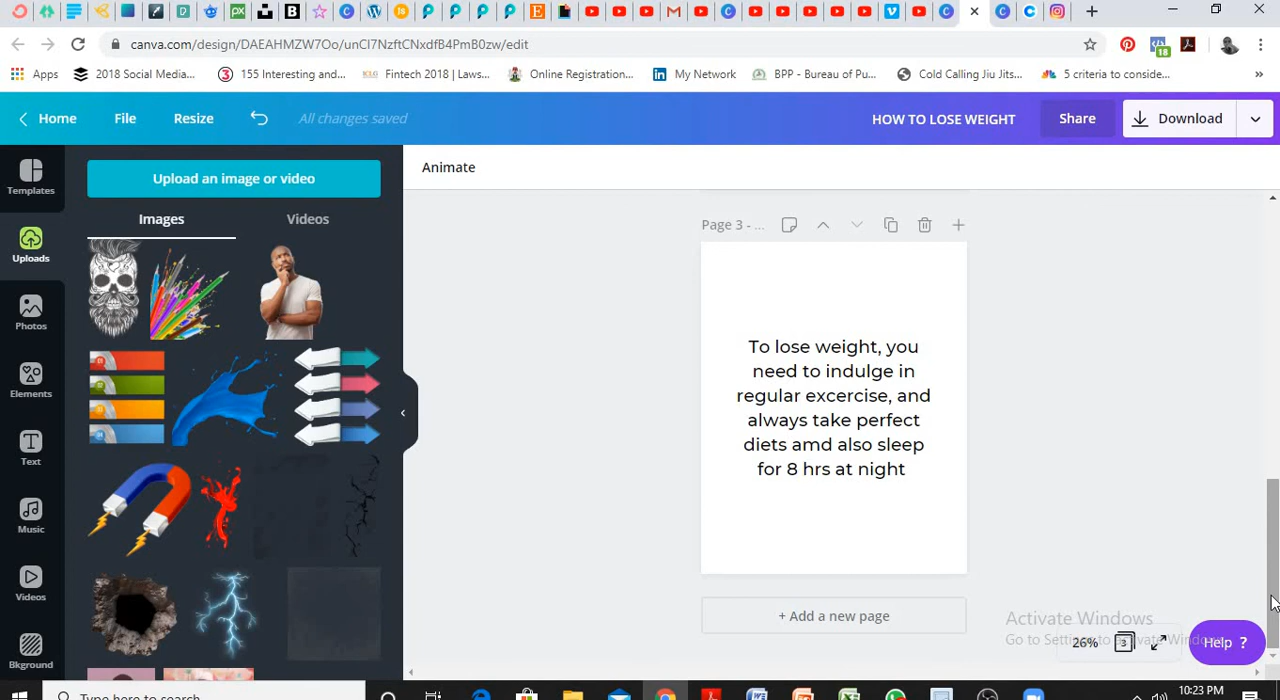 canva.com/design/DAEAHMZW7Oo/unCI7NzftCNxdfB4PmB0zw/edit
18
Apps
2018 Social Media...
155 Interesting and...
Fintech 2018 | Laws...
Online Registration...
My Network
BPP - Bureau of Pu...
Cold Calling Jiu Jits...
5 criteria to conside...
»
Home
File
Resize
All changes saved
HOW TO LOSE WEIGHT
Share
Download
Templates
Uploads
Photos
Elements
Text
Music
Videos
Bkground
Upload an image or video
Images
Videos
Animate
Page 3 - ...
To lose weight, you
need to indulge in
regular excercise, and
always take perfect
diets amd also sleep
for 8 hrs at night
+ Add a new page
Activate Windows
Go to Settings to activate Windows.
26%
3
Help ?
Type here to search
10:23 PM